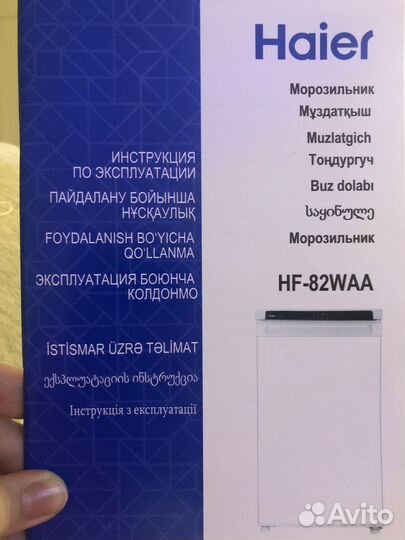 Haier
Морозильник
Мұздатқыш
Muzlatgich
Тоңдургуч
Buz dolabı
საყინულე
Морозильник
HF-82WAA
ИНСТРУКЦИЯ
ПО ЭКСПЛУАТАЦИИ
ПАЙДАЛАНУ БОЙЫНША
НҰСҚАУЛЫҚ
FOYDALANISH BO'YICHA
QO'LLANMA
ЭКСПЛУАТАЦИЯ БОЮНЧА
КОЛДОНМО
İSTİSMAR ÜZRƏ TƏLİMAT
ექსპლუატაციის ინსტრუქცია
Інструкція з експлуатації
Avito